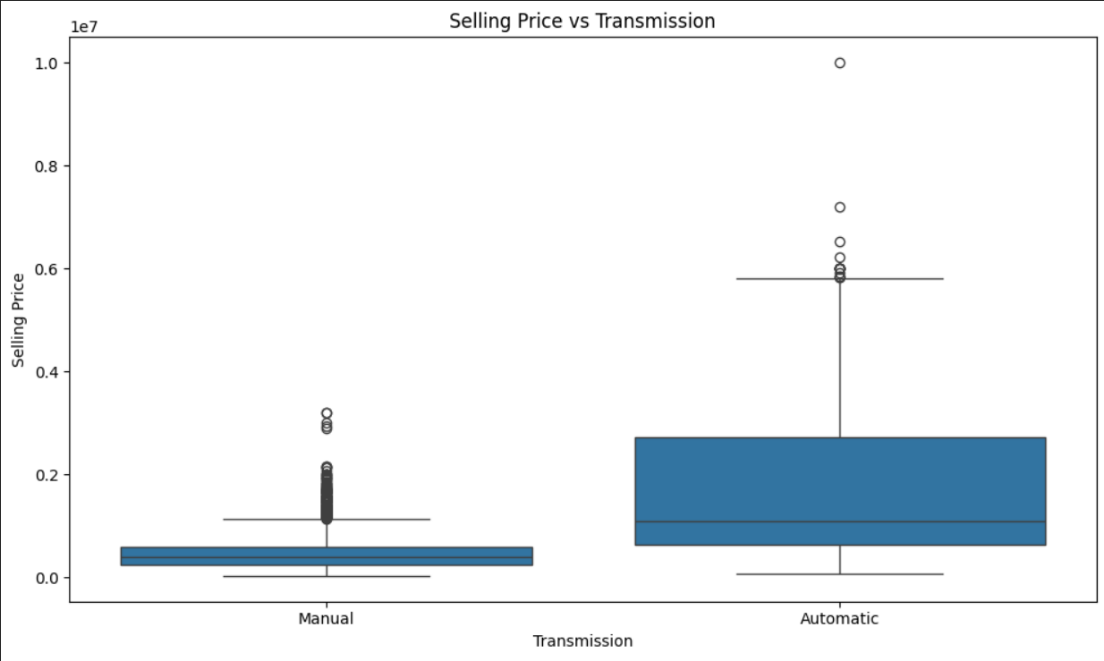 Selling Price vs Transmission
1e7
1.0
0.8
0.6
0.4
0.2
0.0
Selling Price
Manual
Automatic
Transmission